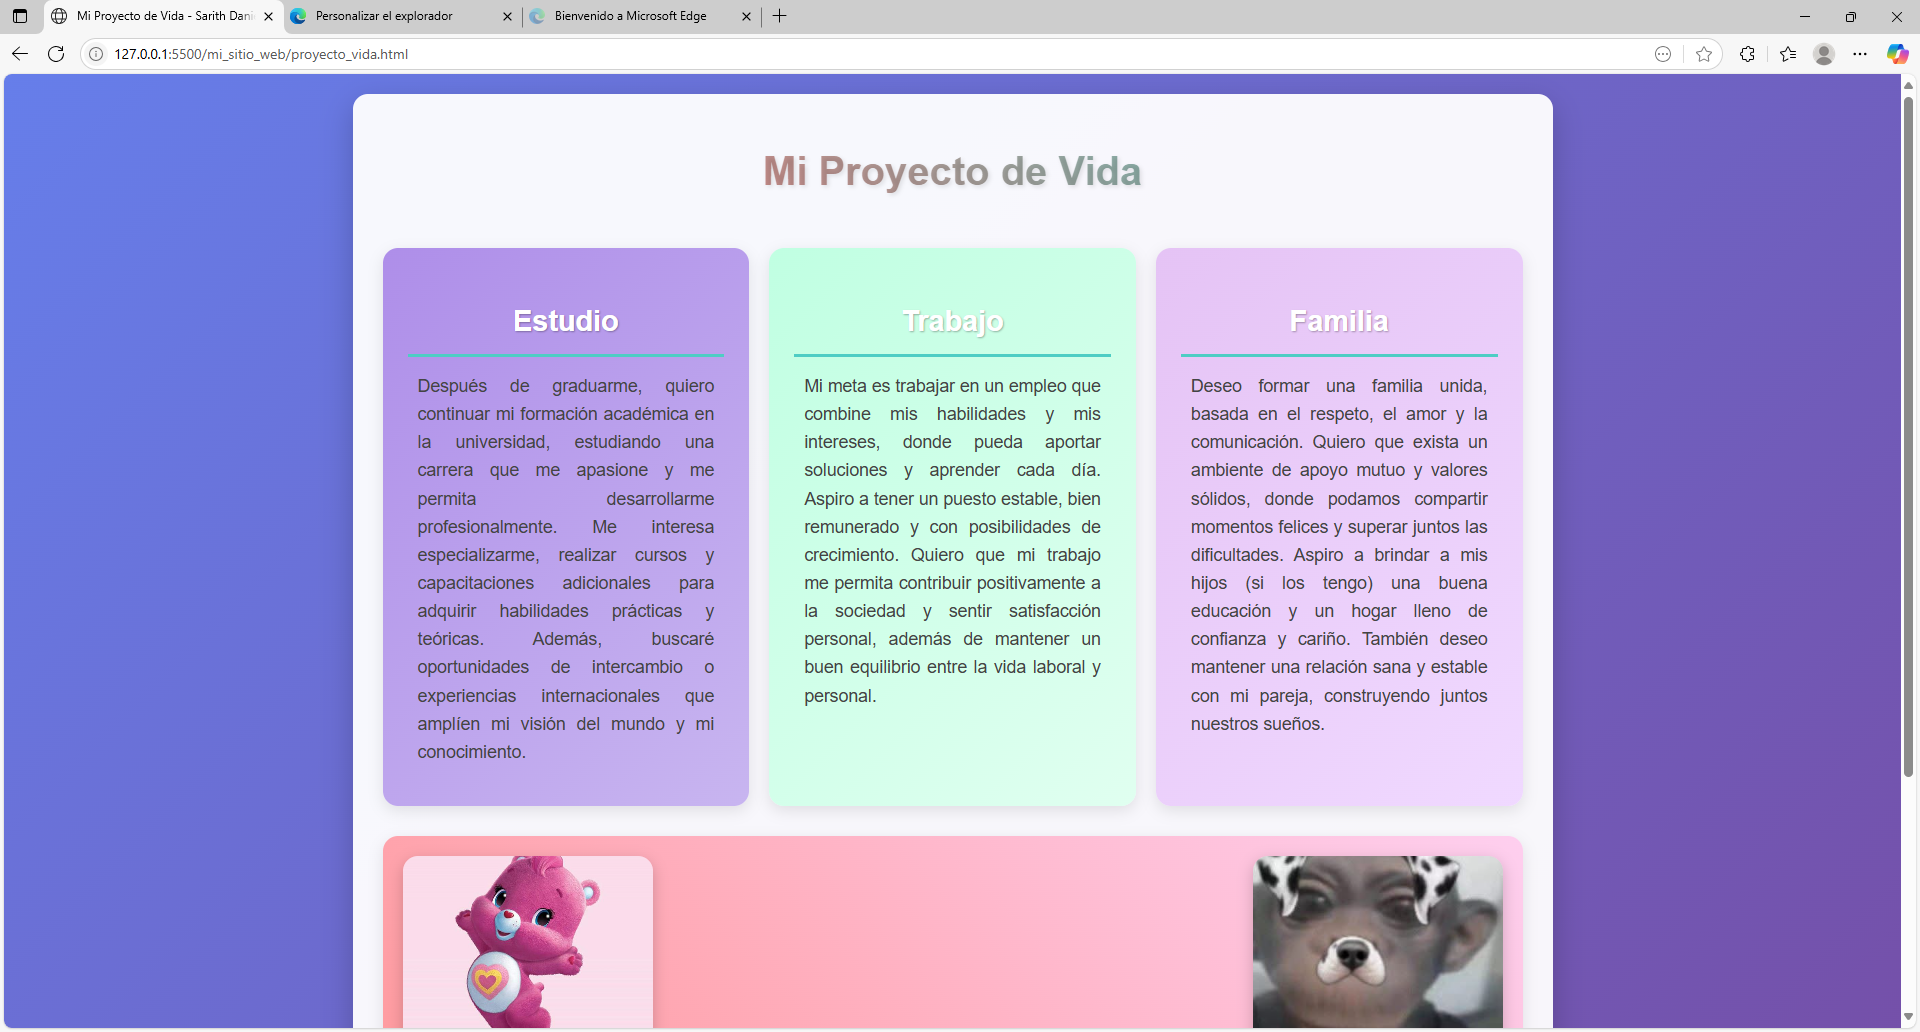 Mi Proyecto de Vida - Sarith Dani
Personalizar el explorador
Bienvenido a Microsoft Edge
127.0.0.1:5500/mi_sitio_web/proyecto_vida.html
Mi Proyecto de Vida
Estudio
Después de graduarme, quiero
continuar mi formación académica en
la universidad, estudiando una
carrera que me apasione y me
permita desarrollarme
profesionalmente. Me interesa
especializarme, realizar cursos y
capacitaciones adicionales para
adquirir habilidades prácticas y
teóricas. Además, buscaré
oportunidades de intercambio o
experiencias internacionales que
amplíen mi visión del mundo y mi
conocimiento.
Trabajo
Mi meta es trabajar en un empleo que
combine mis habilidades y mis
intereses, donde pueda aportar
soluciones y aprender cada día.
Aspiro a tener un puesto estable, bien
remunerado y con posibilidades de
crecimiento. Quiero que mi trabajo
me permita contribuir positivamente a
la sociedad y sentir satisfacción
personal, además de mantener un
buen equilibrio entre la vida laboral y
personal.
Familia
Deseo formar una familia unida,
basada en el respeto, el amor y la
comunicación. Quiero que exista un
ambiente de apoyo mutuo y valores
sólidos, donde podamos compartir
momentos felices y superar juntos las
dificultades. Aspiro a brindar a mis
hijos (si los tengo) una buena
educación y un hogar lleno de
confianza y cariño. También deseo
mantener una relación sana y estable
con mi pareja, construyendo juntos
nuestros sueños.